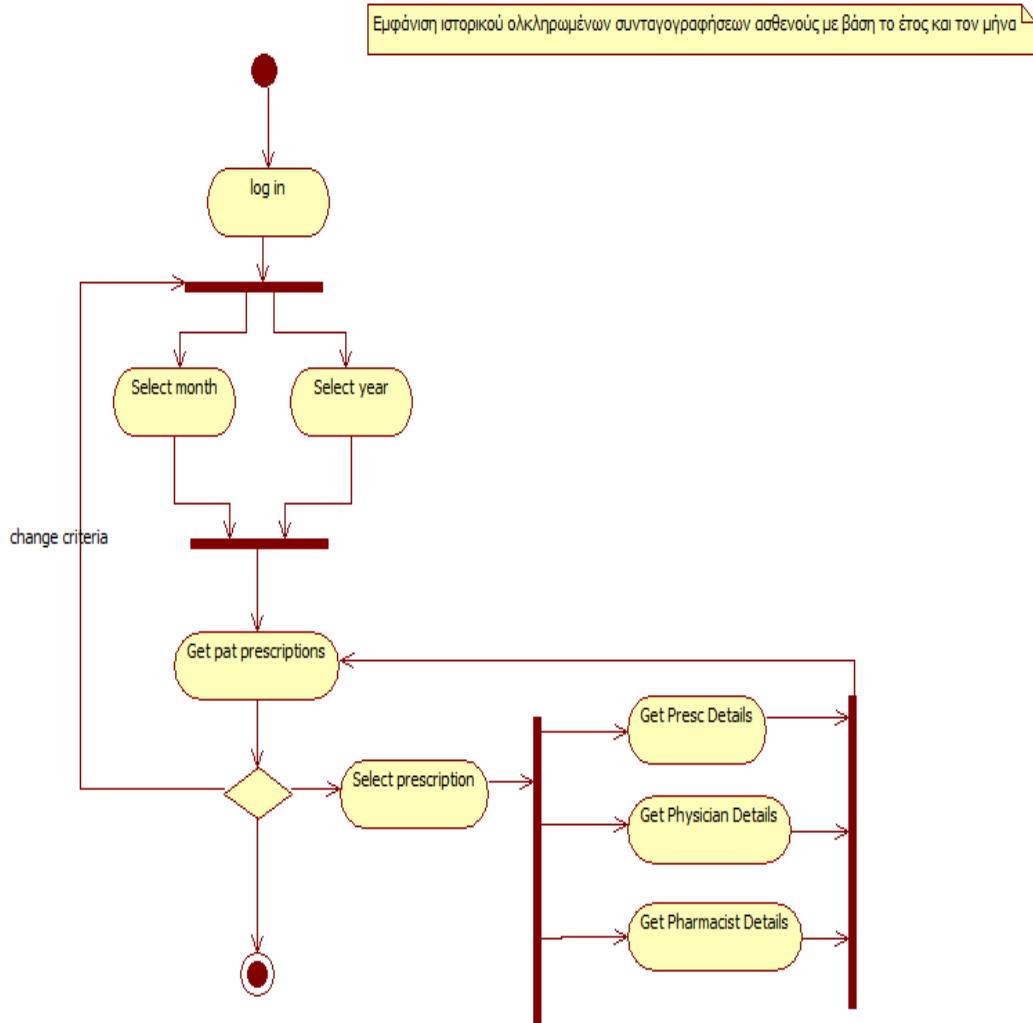 Εμφάνιση ιστορικού ολκληρωμένων συνταγογραφήσεων ασθενούς με βάση το έτος και τον μήνα
log in
Select month
Select year
change criteria
Get pat prescriptions
Get Presc Details
Select prescription
Get Physician Details
Get Pharmacist Details